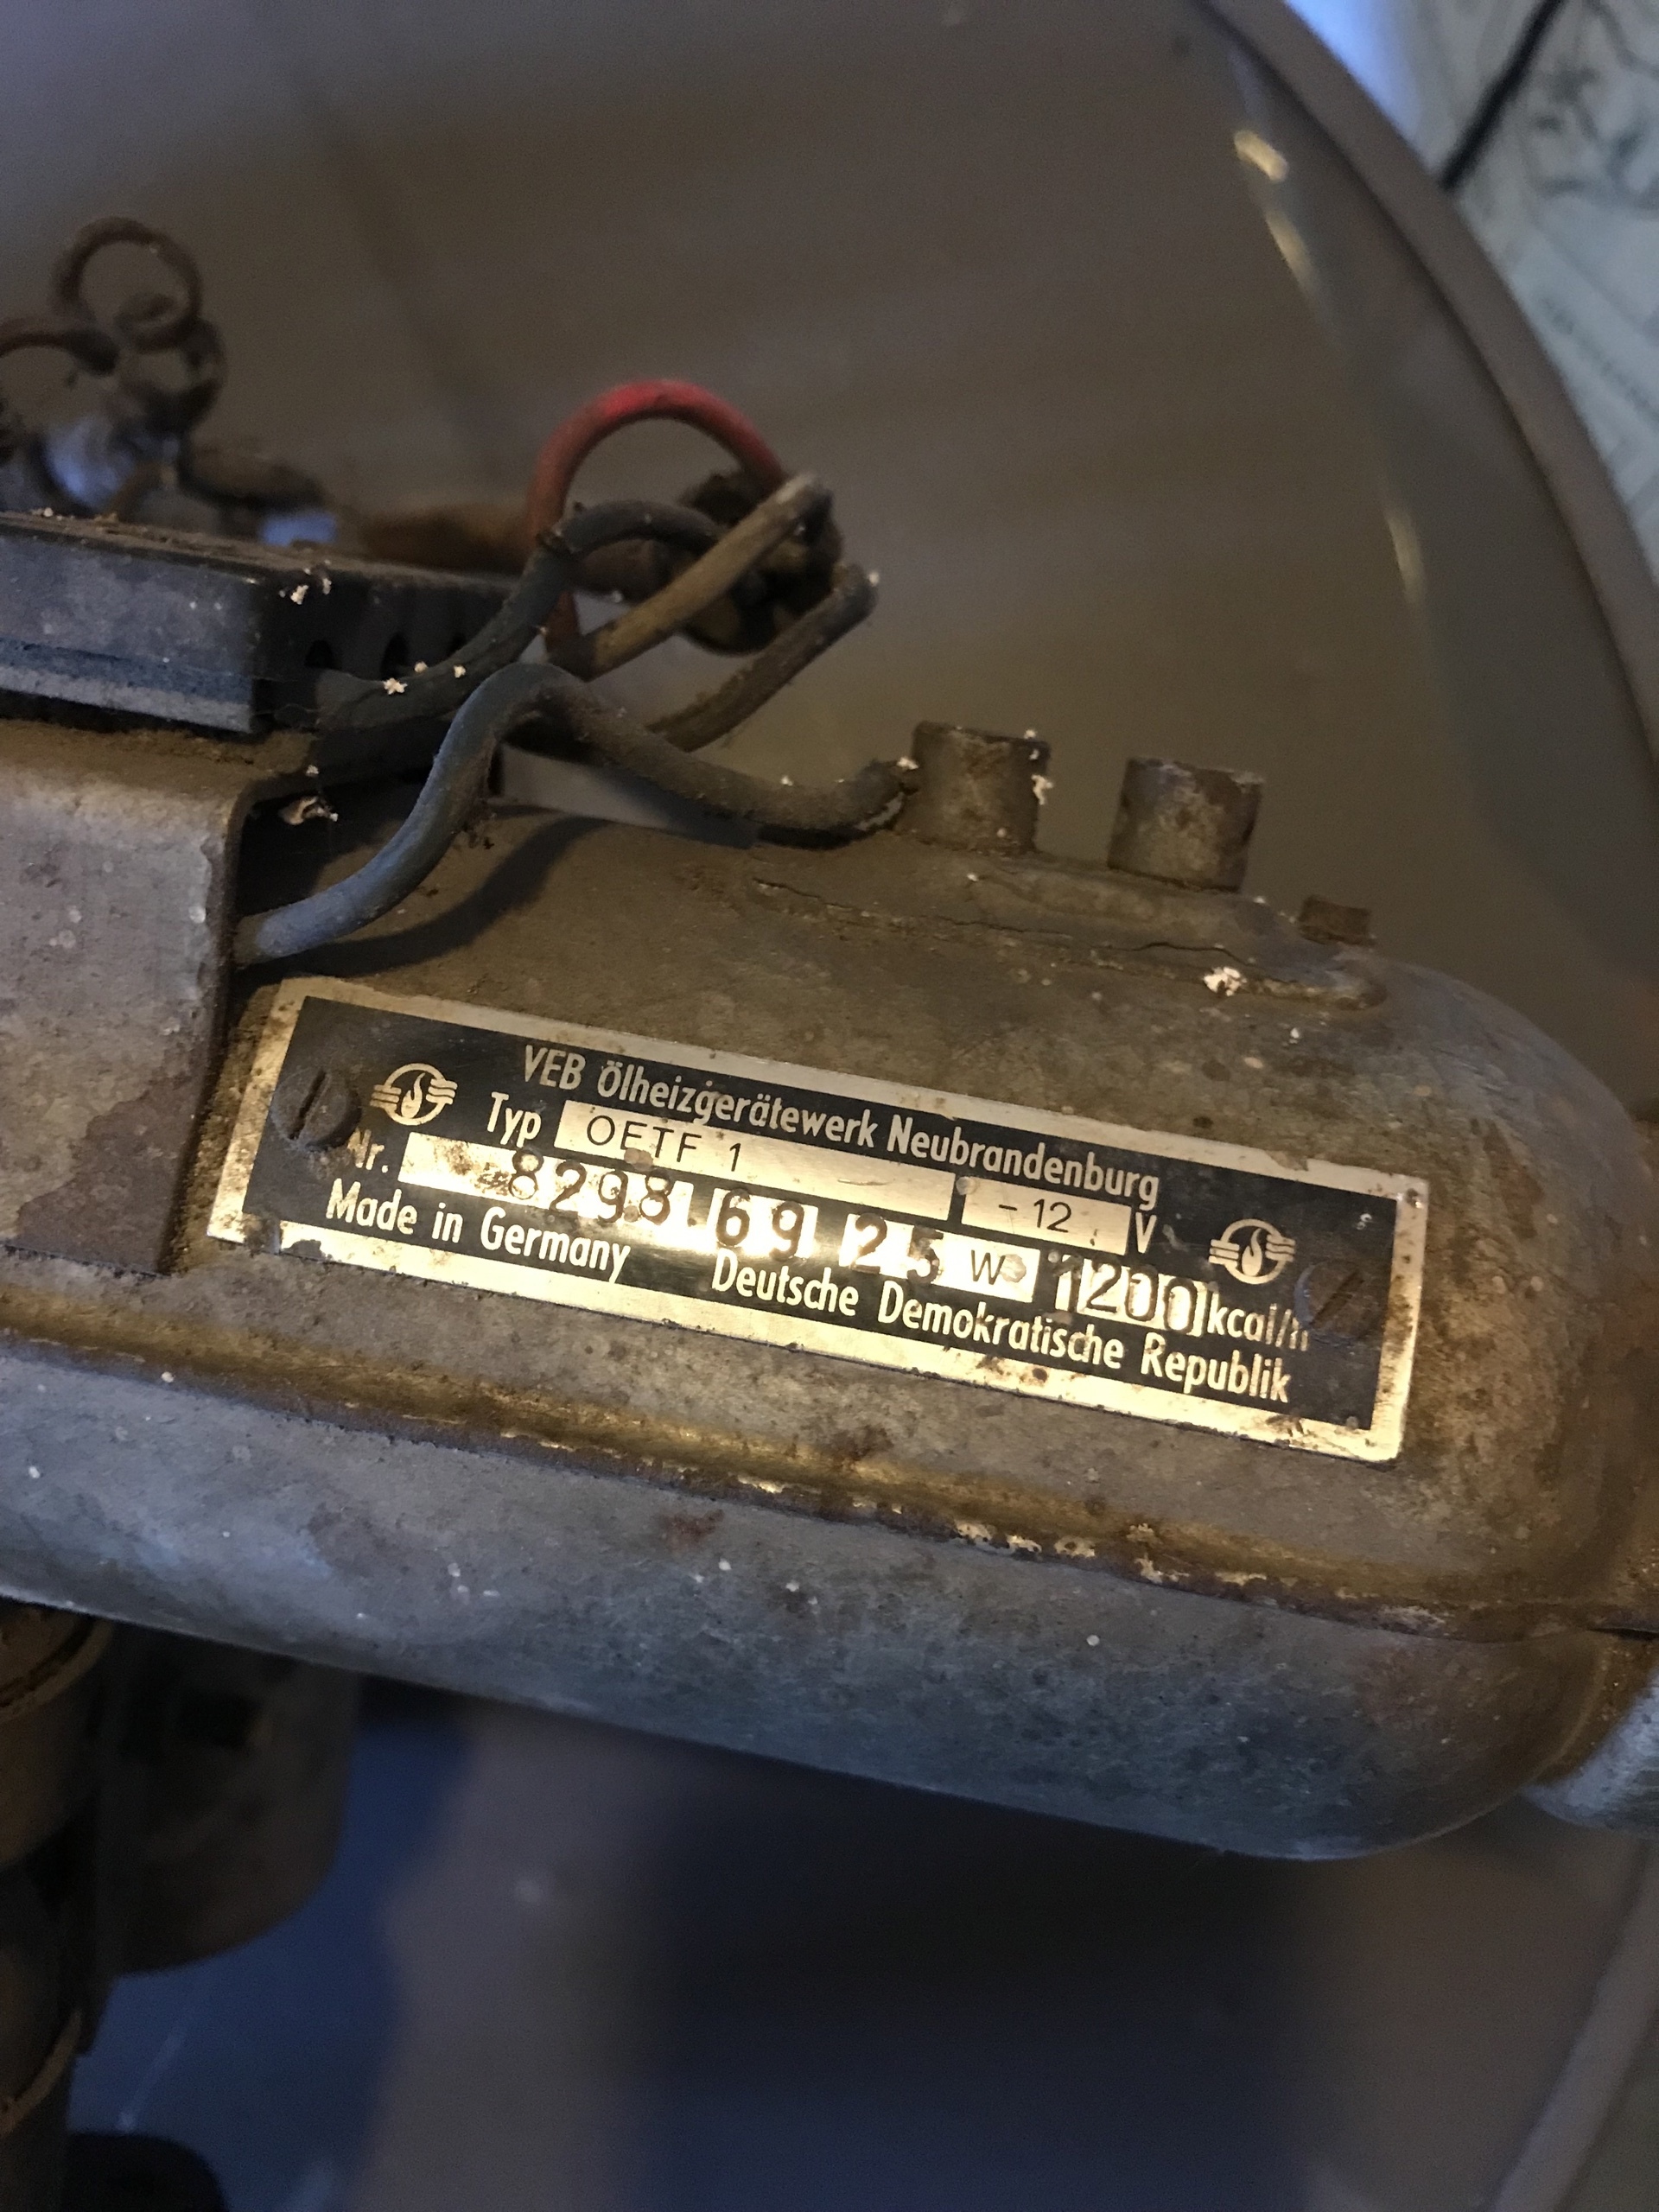 VEB Ölheizgerätewerk Neubrandenburg
Typ OETF 1 -12 V
Nr. 8298 69 25 W 1200 kcal/h
Made in Germany Deutsche Demokratische Republik